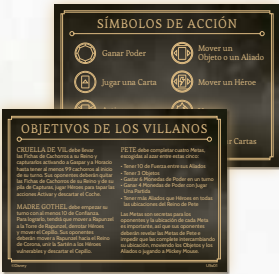 SÍMBOLOS DE ACCIÓN
Ganar Poder
Mover un
Objeto o un Aliado
Jugar una Carta
Mover un Héroe
r Cartas
OBJETIVOS DE LOS VILLANOS
CRUELLA DE VIL debe llevar
las Fichas de Cachorros a su Reino y
capturarlos activando a Gaspar y a Horacio
hasta tener al menos 99 cachorros al inicio
de tu turno. Sus oponentes deberán quitar
las Fichas de Cachorros de su Reino y de su
pila de Capturas, jugar Héroes para tapar las
acciones Activar y descartar el Coche.
MADRE GOTHEL debe empezar su
turno con al menos 10 de Confianza.
Para lograrlo, tendrá que mover a Rapunzel
a la Torre de Rapunzel, derrotar Héroes
y mover el Cepillo. Sus oponentes
deberán mover a Rapunzel hacia el Reino
de Corona, unir la Sartén a los Héroes
vulnerables y descartar el Cepillo.
PETE debe completar cuatro Metas,
escogidas al azar entre estas cinco:
• Tener 10 de Fuerza entre sus Aliados
• Tener 3 Objetos
• Ganar 6 Monedas de Poder en un turno
• Ganar 4 Monedas de Poder con Jugar
Una Partida
• Tener más Aliados que Héroes en todas
las ubicaciones del Reino de Pete
Las Metas son secretas para los
oponentes y la ubicación de cada Meta
es importante, así que sus oponentes
deberán revelar las Metas de Pete e
impedir que las complete intercambiando
su ubicación, moviendo los Objetos y los
Aliados o jugando a Mickey Mouse.
©Disney